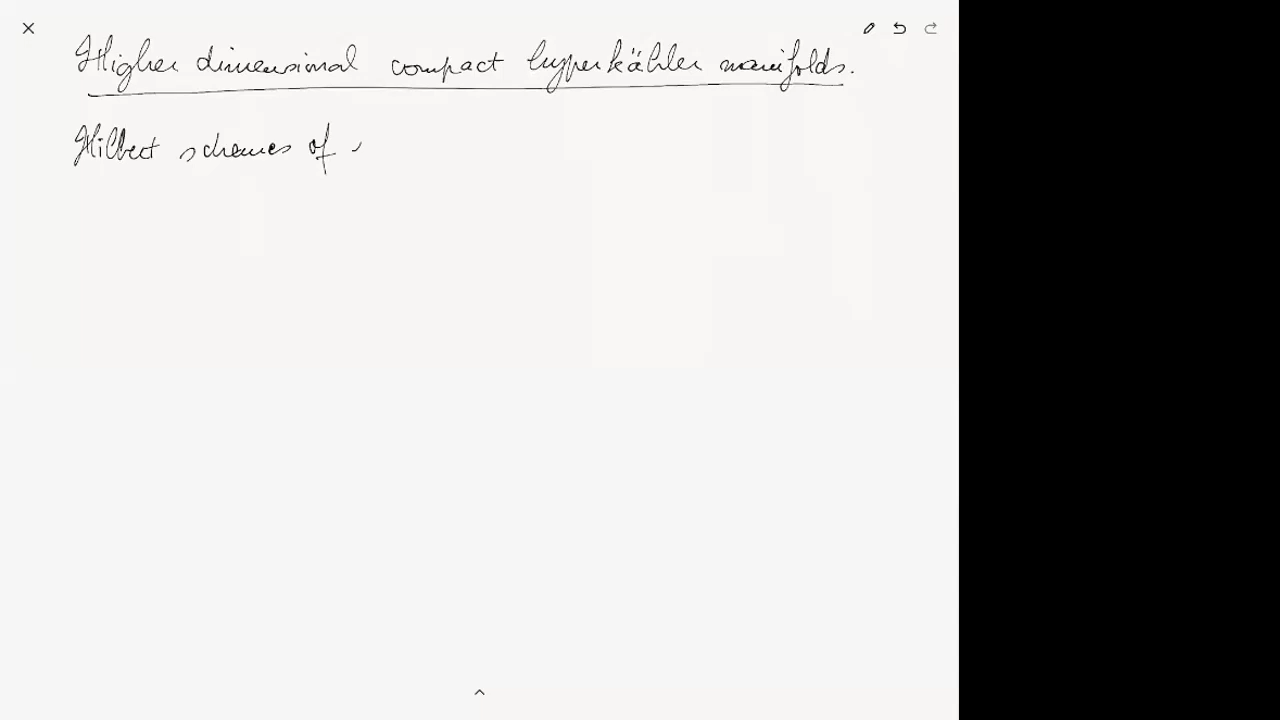 Higher dimensional compact hyperkähler manifolds.
Hilbert schemes of